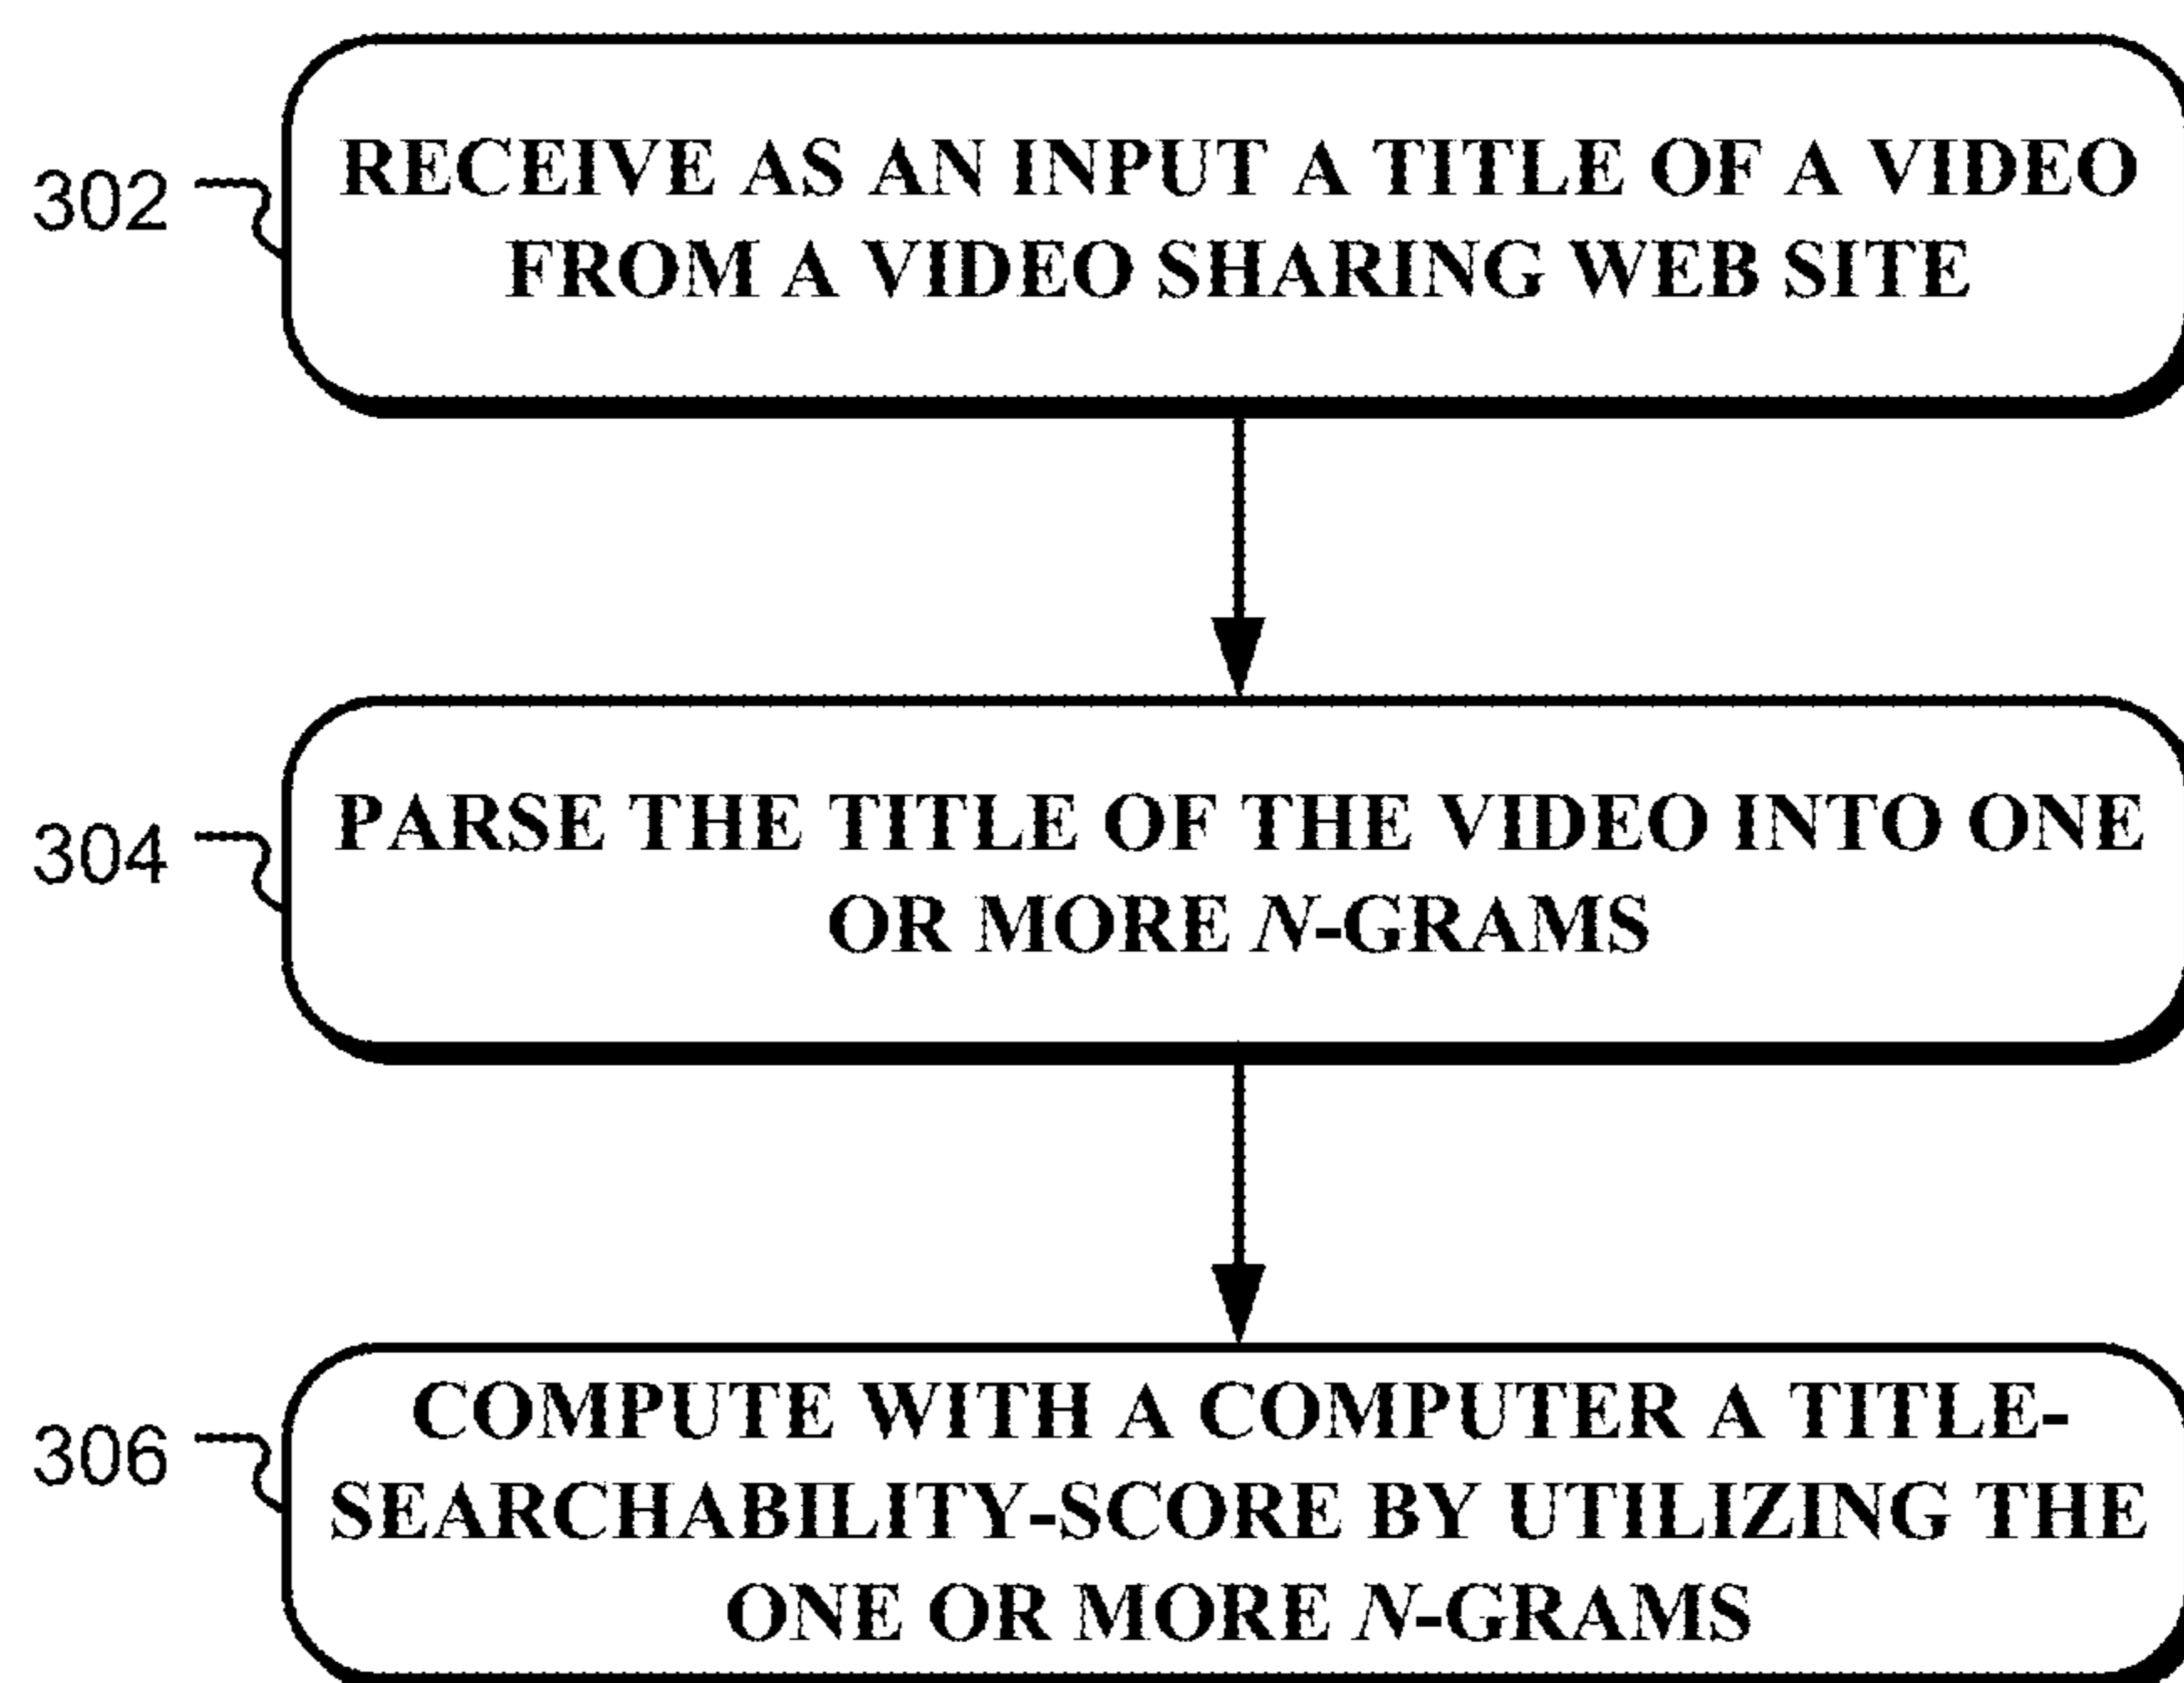 302
RECEIVE AS AN INPUT A TITLE OF A VIDEO
FROM A VIDEO SHARING WEB SITE
304
PARSE THE TITLE OF THE VIDEO INTO ONE
OR MORE N-GRAMS
306
COMPUTE WITH A COMPUTER A TITLE-
SEARCHABILITY-SCORE BY UTILIZING THE
ONE OR MORE N-GRAMS